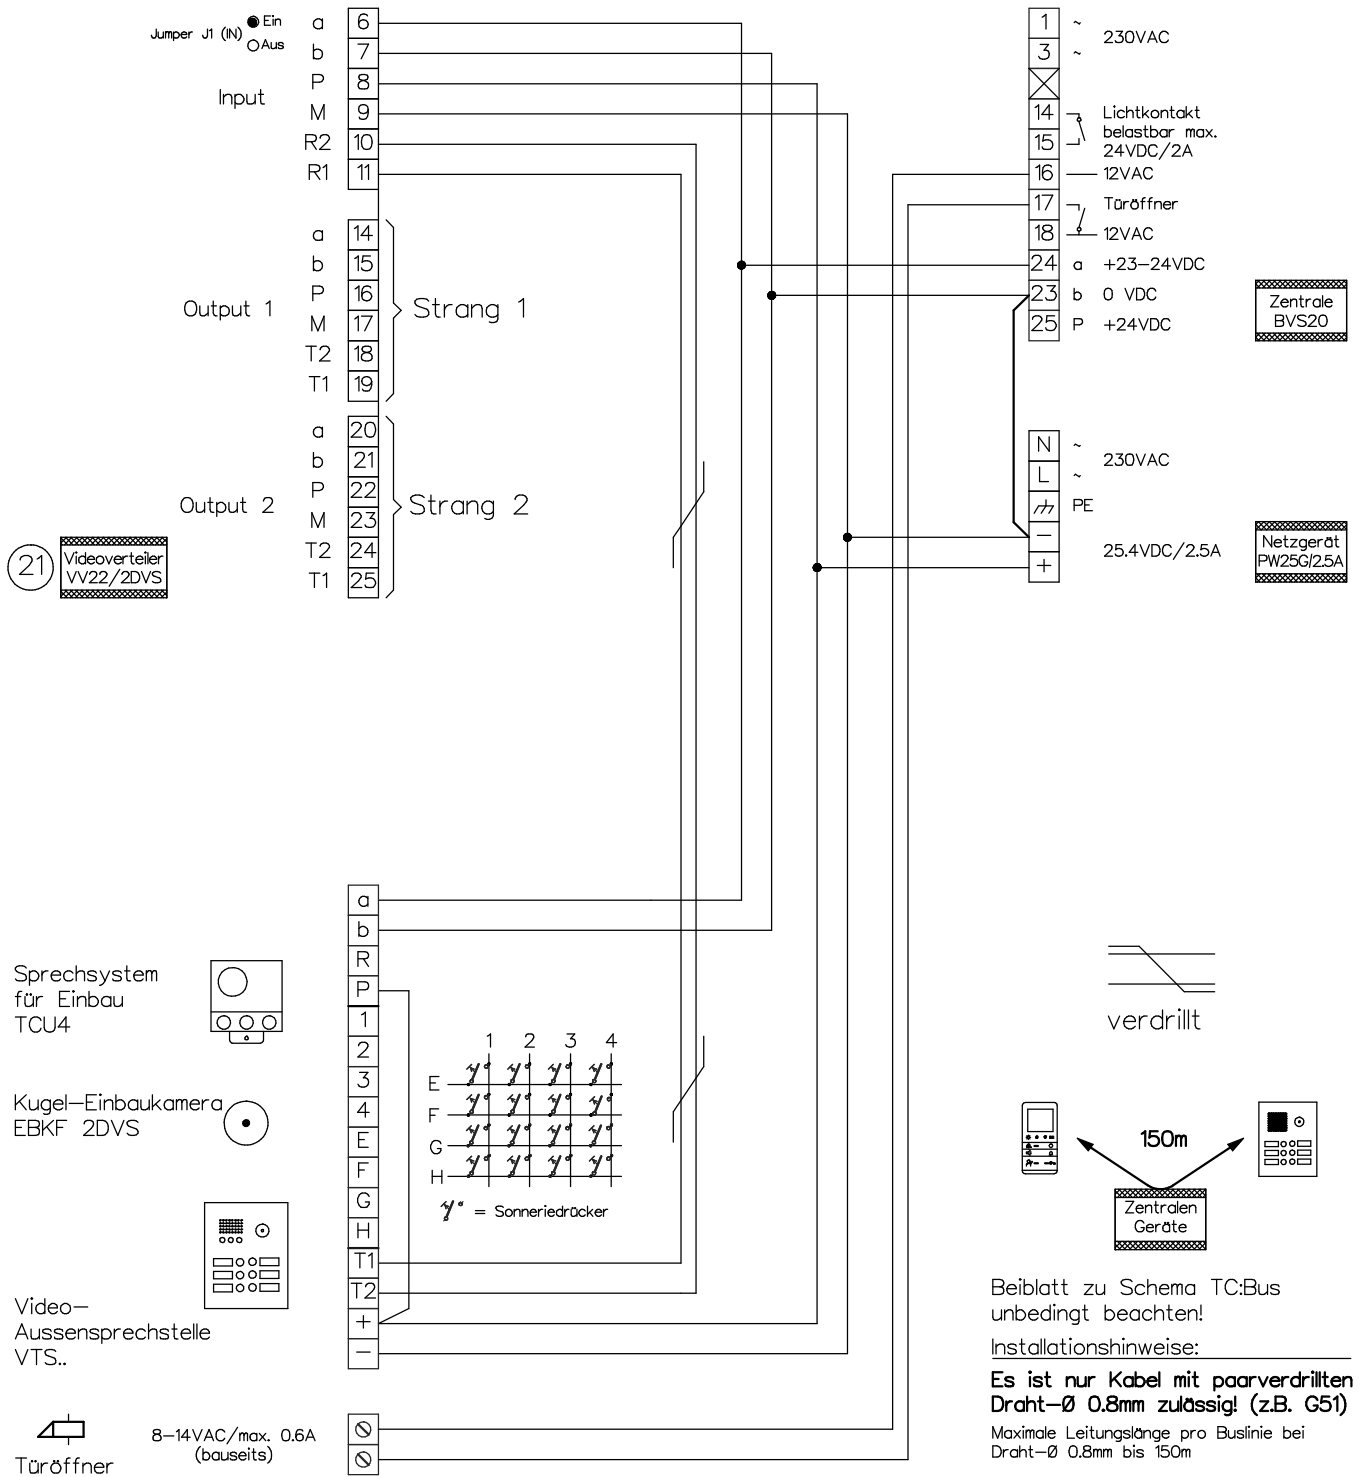 Jumper J1 (IN)
Ein
Aus
Input
a 6
b 7
P 8
M 9
R2 10
R1 11
Output 1
a 14
b 15
P 16
M 17
T2 18
T1 19
Strang 1
Output 2
a 20
b 21
P 22
M 23
T2 24
T1 25
Strang 2
21
Videoverteiler
VV22/2DVS
1 ~
3 ~
230VAC
14
15
Lichtkontakt
belastbar max.
24VDC/2A
16 12VAC
17 Türöffner
18 12VAC
24 a +23-24VDC
23 b 0 VDC
25 P +24VDC
Zentrale
BVS20
N ~
L ~
230VAC
PE
-
+
25.4VDC/2.5A
Netzgerät
PW25G/2.5A
a
b
R
P
1
2
3
4
E
F
G
H
T1
T2
+
-
Sprechsystem
für Einbau
TCU4
Kugel-Einbaukamera
EBKF 2DVS
Video-
Aussensprechstelle
VTS..
Türöffner
8-14VAC/max. 0.6A
(bauseits)
1 2 3 4
E
F
G
H
= Sonneriedrücker
verdrillt
150m
Zentralen
Geräte
Beiblatt zu Schema TC:Bus
unbedingt beachten!
Installationshinweise:
Es ist nur Kabel mit paarverdrillten
Draht-Ø 0.8mm zulässig! (z.B. G51)
Maximale Leitungslänge pro Buslinie bei
Draht-Ø 0.8mm bis 150m